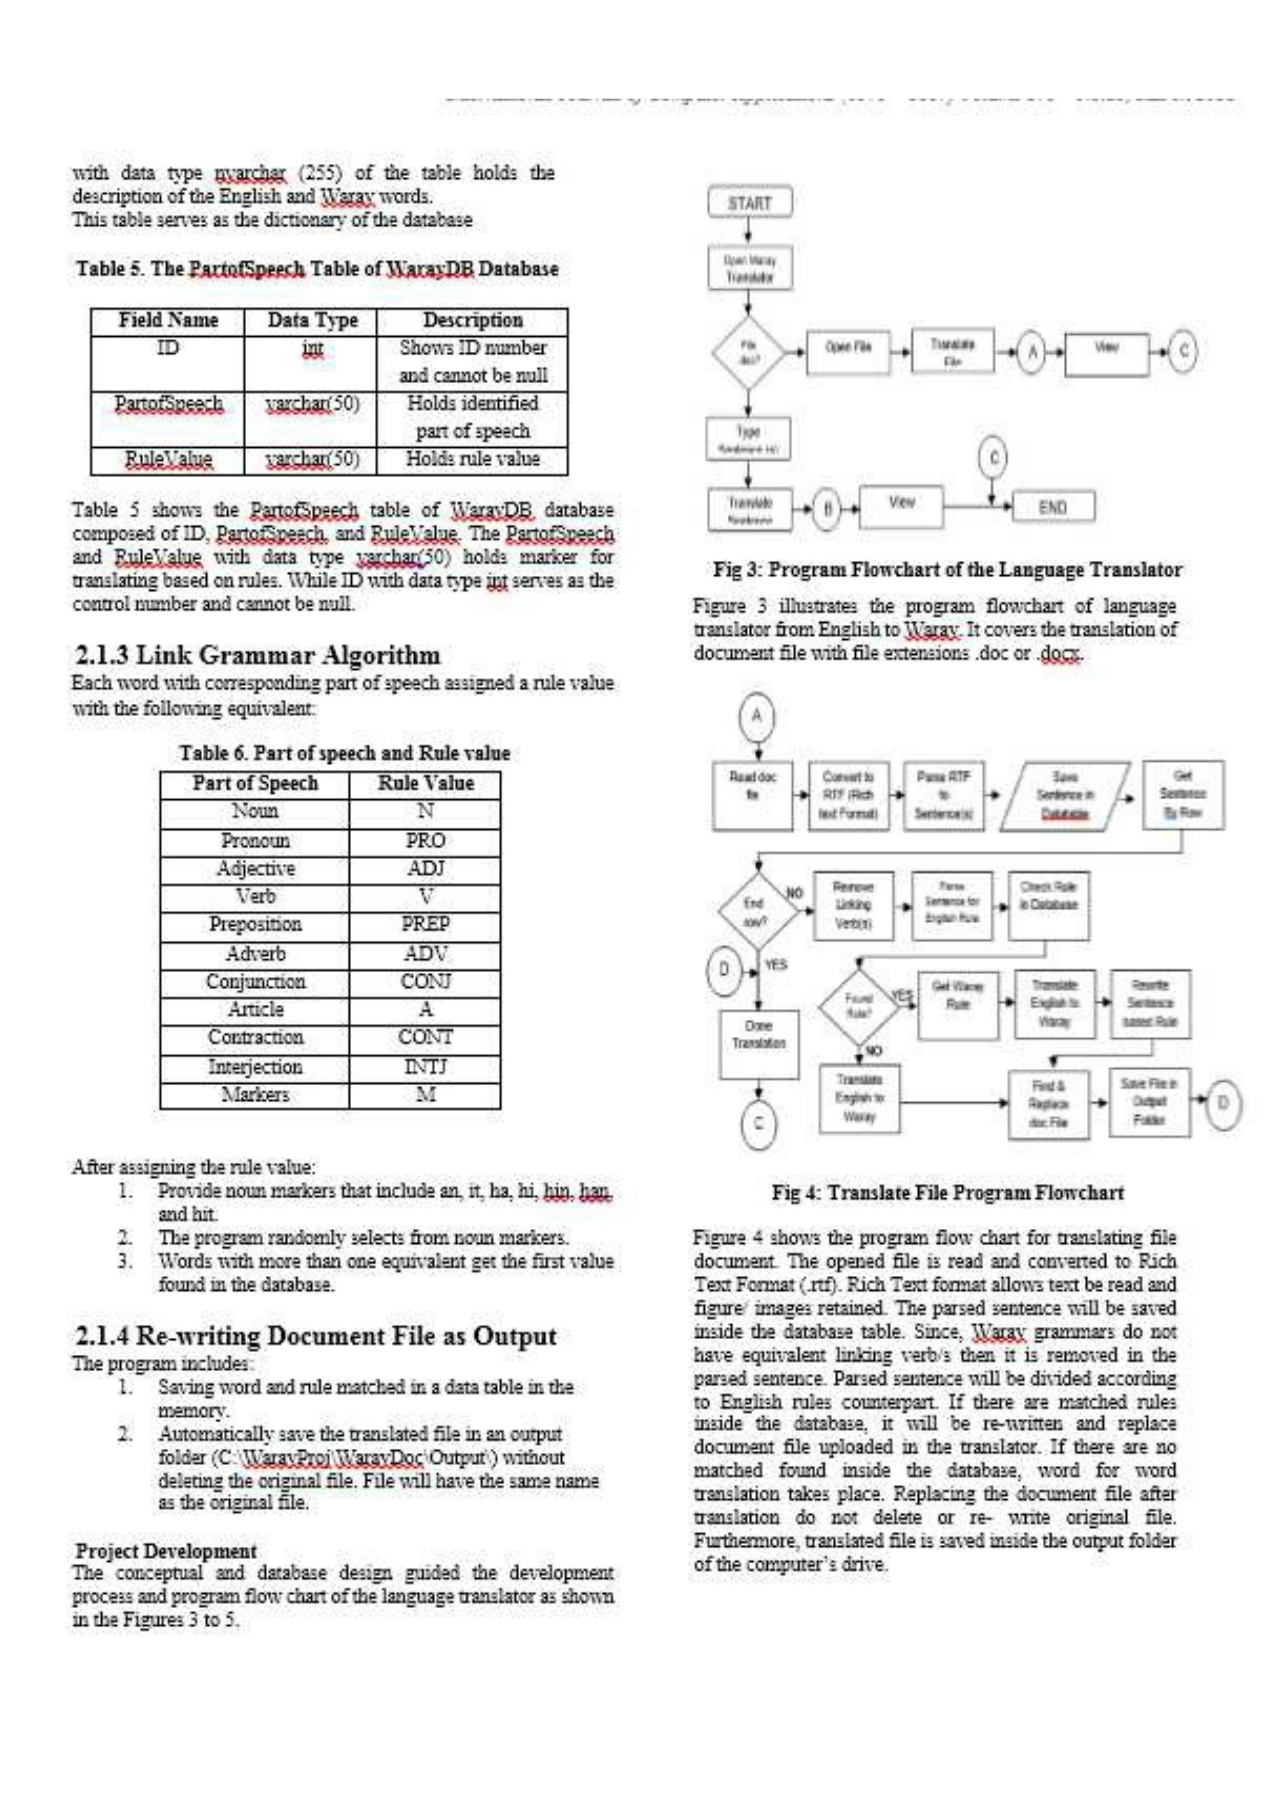 with data type nvarchar (255) of the table holds the
description of the English and Waray words.
This table serves as the dictionary of the database
Table 5. The PartofSpeech Table of WarayDB Database
Field Name Data Type Description
ID int Shows ID number
and cannot be null
PartofSpeech varchar(50) Holds identified
part of speech
RuleValue varchar(50) Holds rule value
Table 5 shows the PartofSpeech table of WarayDB database
composed of ID, PartofSpeech, and RuleValue. The PartofSpeech
and RuleValue with data type varchar(50) holds marker for
translating based on rules. While ID with data type int serves as the
control number and cannot be null.
2.1.3 Link Grammar Algorithm
Each word with corresponding part of speech assigned a rule value
with the following equivalent:
Table 6. Part of speech and Rule value
Part of Speech Rule Value
Noun N
Pronoun PRO
Adjective ADJ
Verb V
Preposition PREP
Adverb ADV
Conjunction CONJ
Article A
Contraction CONT
Interjection INTJ
Markers M
After assigning the rule value:
1. Provide noun markers that include an, it, ha, hi, hin, han,
and hit.
2. The program randomly selects from noun markers.
3. Words with more than one equivalent get the first value
found in the database.
2.1.4 Re-writing Document File as Output
The program includes:
1. Saving word and rule matched in a data table in the
memory.
2. Automatically save the translated file in an output
folder (C:\WarayProj\WarayDoc\Output\) without
deleting the original file. File will have the same name
as the original file.
Project Development
The conceptual and database design guided the development
process and program flow chart of the language translator as shown
in the Figures 3 to 5.
START
Open Waray
Translator
File
doc?
Open File
Translate
File
A
View
C
Type
Translate
B
View
C
END
Fig 3: Program Flowchart of the Language Translator
Figure 3 illustrates the program flowchart of language
translator from English to Waray. It covers the translation of
document file with file extensions .doc or .docx.
A
Read doc
file
Convert to
RTF (Rich
text Format)
Parse RTF
to
Sentence(s)
Save
Sentence in
Datatable
Get
Sentence
By Row
End
row?
NO
Remove
Linking
Verb(s)
Parse
Sentence for
English Rule
Check Rule
in Database
D
YES
Found
Rule?
YES
Get Waray
Rule
Translate
English to
Waray
Rewrite
Sentence
based Rule
Done
Translation
NO
Translate
English to
Waray
Find &
Replace
doc File
Save File in
Output
Folder
D
C
Fig 4: Translate File Program Flowchart
Figure 4 shows the program flow chart for translating file
document. The opened file is read and converted to Rich
Text Format (.rtf). Rich Text format allows text be read and
figure/ images retained. The parsed sentence will be saved
inside the database table. Since, Waray grammars do not
have equivalent linking verb/s then it is removed in the
parsed sentence. Parsed sentence will be divided according
to English rules counterpart. If there are matched rules
inside the database, it will be re-written and replace
document file uploaded in the translator. If there are no
matched found inside the database, word for word
translation takes place. Replacing the document file after
translation do not delete or re- write original file.
Furthermore, translated file is saved inside the output folder
of the computer's drive.